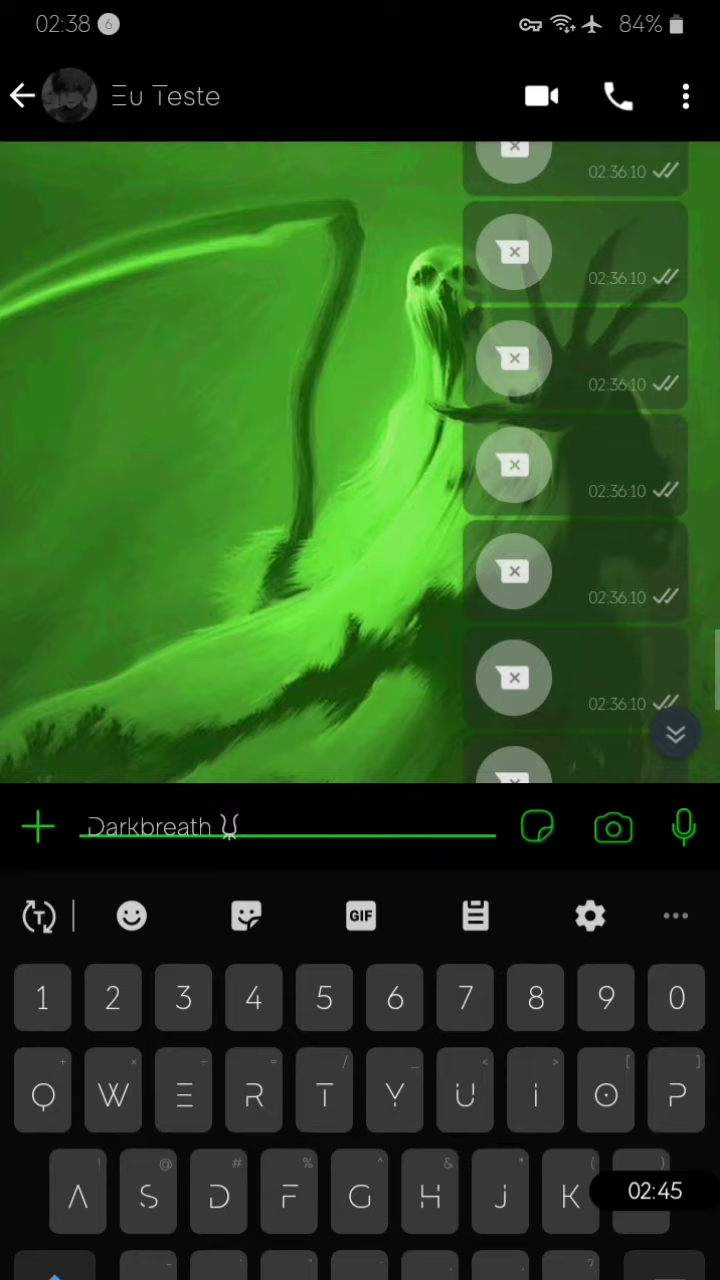 02:38 6 84%
Eu Teste
02:36:10
02:36:10
02:36:10
02:36:10
02:36:10
02:36:10
Darkbreath
GIF
1 2 3 4 5 6 7 8 9 0
+ × ÷ = / _ < > [ ]
Q W E R T Y U I O P
! @ # % ^ & * ( )
A S D F G H J K
02:45
- ' " : ; , ?